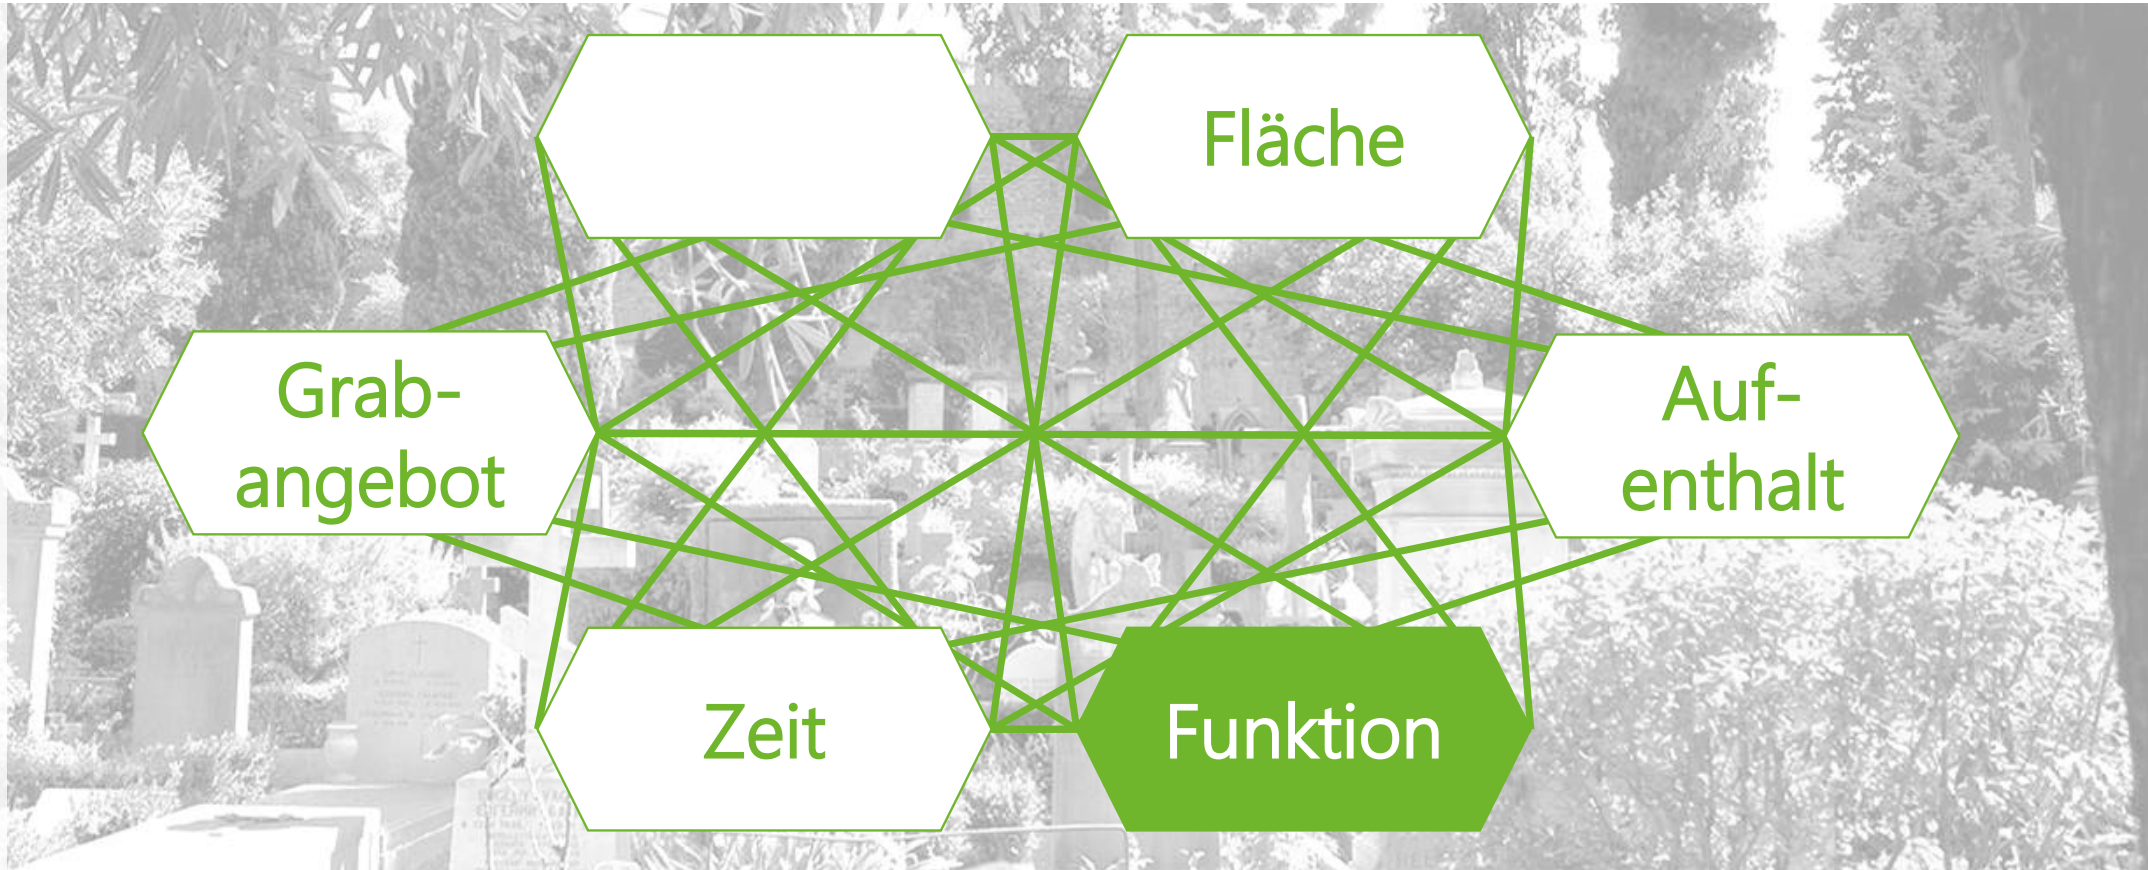 Fläche
Grab-
angebot
Auf-
enthalt
Zeit
Funktion